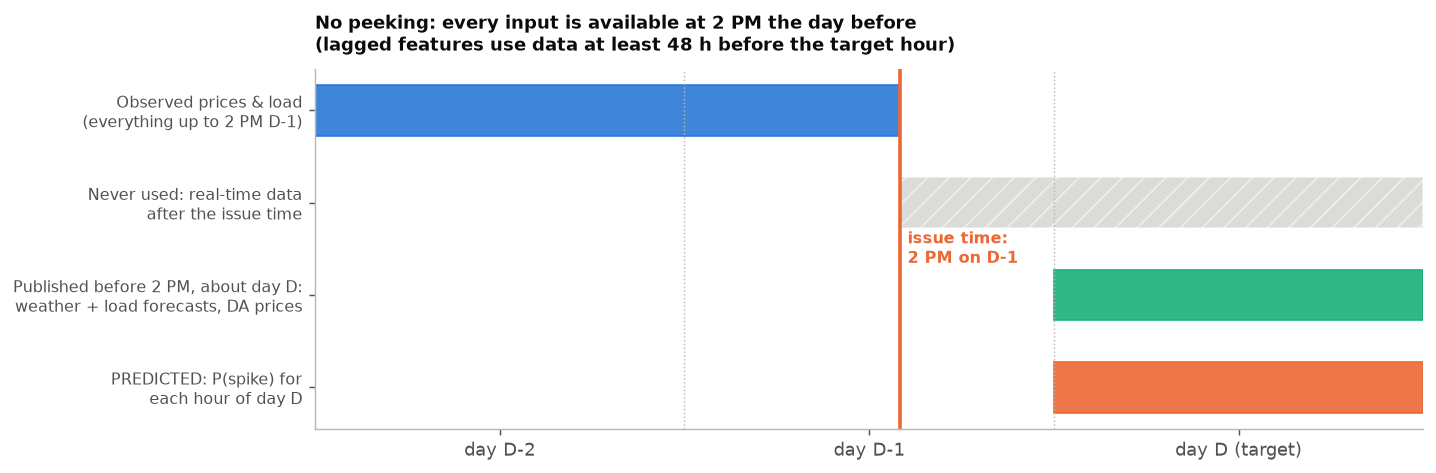 No peeking: every input is available at 2 PM the day before
(lagged features use data at least 48 h before the target hour)
Observed prices & load
(everything up to 2 PM D-1)
Never used: real-time data
after the issue time
issue time:
2 PM on D-1
Published before 2 PM, about day D:
weather + load forecasts, DA prices
PREDICTED: P(spike) for
each hour of day D
day D-2
day D-1
day D (target)